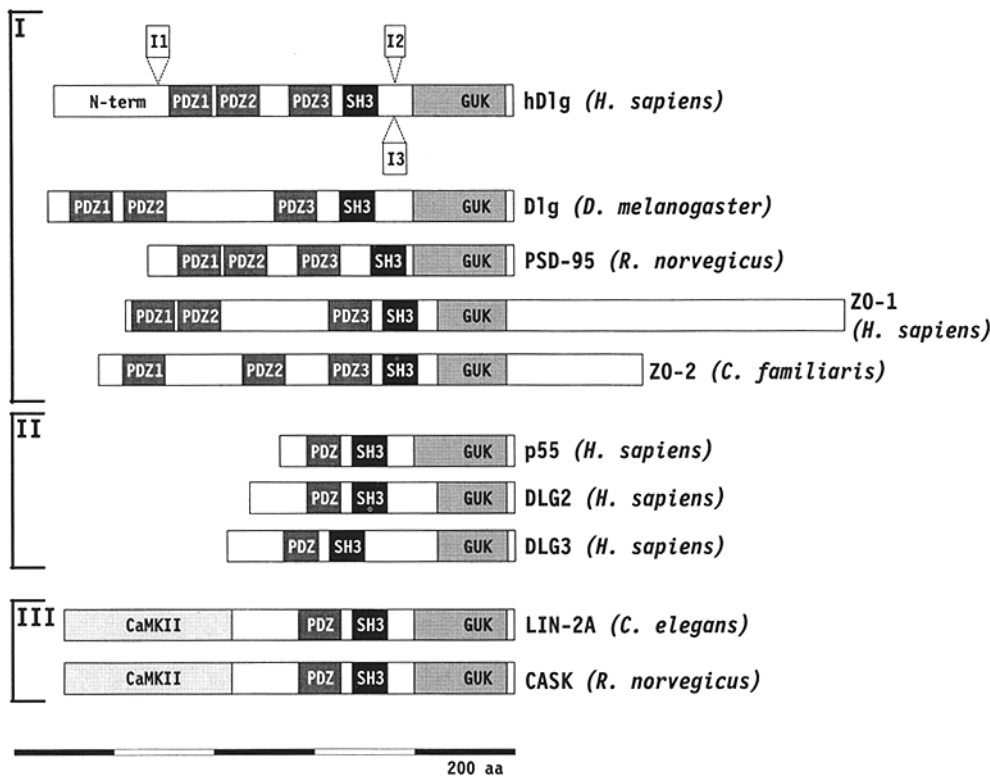 I
I1
I2
N-term PDZ1 PDZ2 PDZ3 SH3 GUK hDlg (H. sapiens)
I3
PDZ1 PDZ2 PDZ3 SH3 GUK Dlg (D. melanogaster)
PDZ1 PDZ2 PDZ3 SH3 GUK PSD-95 (R. norvegicus)
PDZ1 PDZ2 PDZ3 SH3 GUK ZO-1
(H. sapiens)
PDZ1 PDZ2 PDZ3 SH3 GUK ZO-2 (C. familiaris)
II
PDZ SH3 GUK p55 (H. sapiens)
PDZ SH3 GUK DLG2 (H. sapiens)
PDZ SH3 GUK DLG3 (H. sapiens)
III
CaMKII PDZ SH3 GUK LIN-2A (C. elegans)
CaMKII PDZ SH3 GUK CASK (R. norvegicus)
200 aa